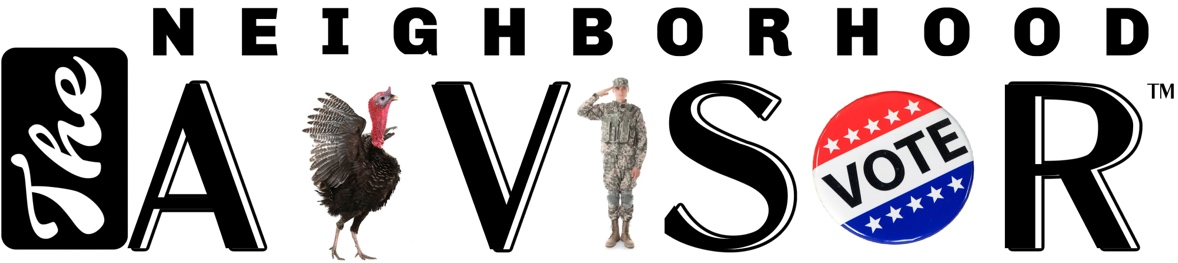 NEIGHBORHOOD
The
A V S R ™
VOTE